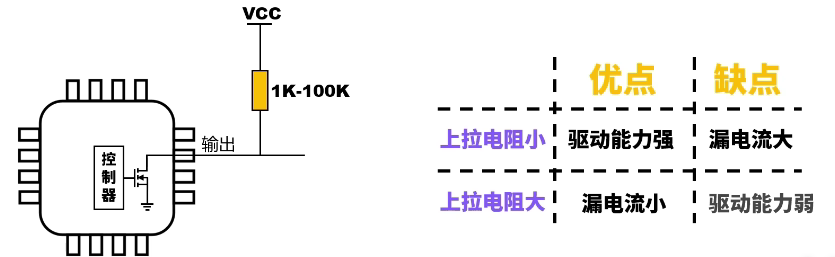 VCC
1K-100K
输出
控
制
器
优点 缺点
上拉电阻小 驱动能力强 漏电流大
上拉电阻大 漏电流小 驱动能力弱